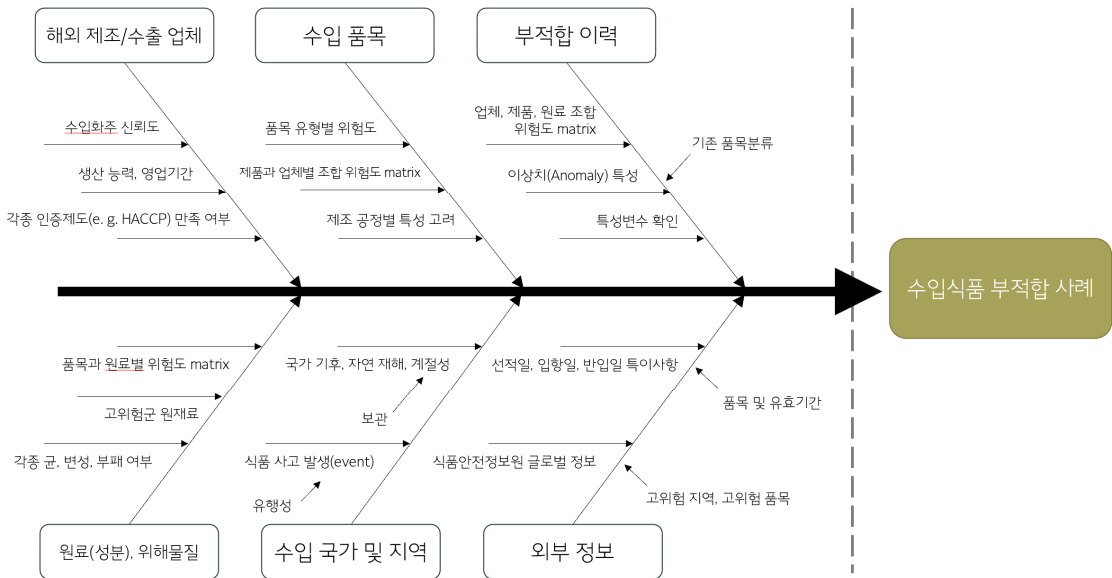 해외 제조/수출 업체
수입 품목
부적합 이력
수입화주 신뢰도
생산 능력, 영업기간
각종 인증제도(e. g. HACCP) 만족 여부
품목 유형별 위험도
제품과 업체별 조합 위험도 matrix
제조 공정별 특성 고려
업체, 제품, 원료 조합
위험도 matrix
기존 품목분류
이상치(Anomaly) 특성
특성변수 확인
수입식품 부적합 사례
품목과 원료별 위험도 matrix
고위험군 원재료
각종 균, 변성, 부패 여부
국가 기후, 자연 재해, 계절성
보관
식품 사고 발생(event)
유행성
선적일, 입항일, 반입일 특이사항
품목 및 유효기간
식품안전정보원 글로벌 정보
고위험 지역, 고위험 품목
원료(성분), 위해물질
수입 국가 및 지역
외부 정보